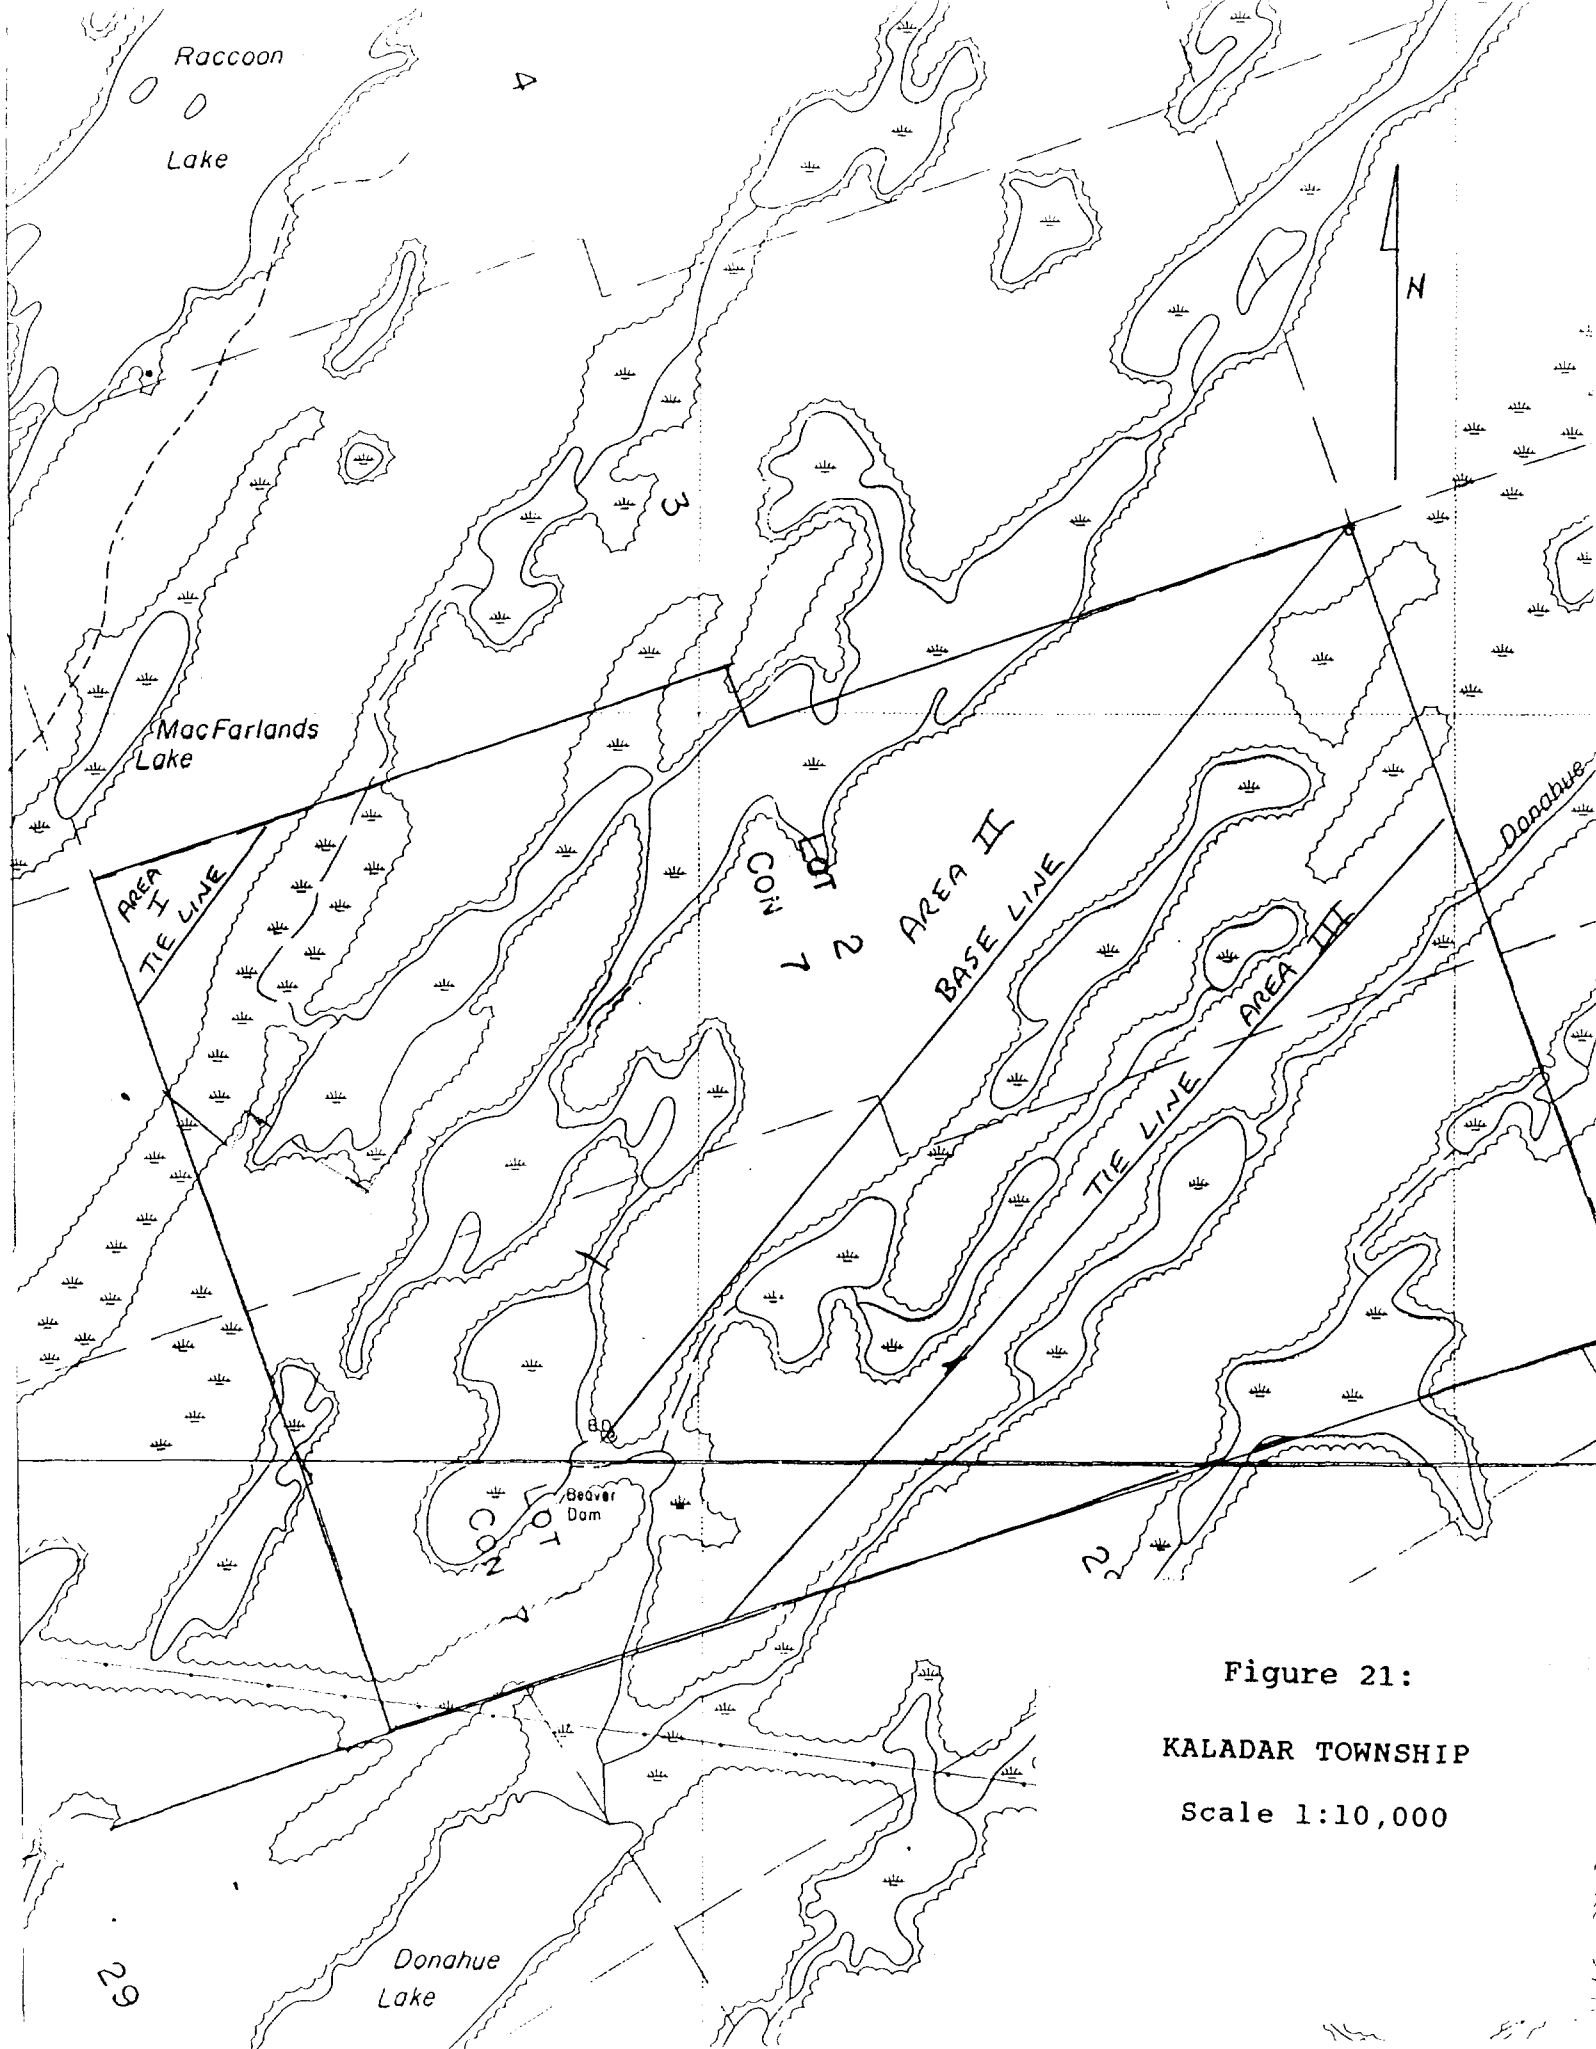 Raccoon
Lake
4
N
3
MacFarlands
Lake
Donahue
AREA
I
TIE LINE
LOT
2
CON
7
AREA II
BASE LINE
AREA III
TIE LINE
B.D.
Beaver
Dam
LOT
CON
2
29
Donahue
Lake
Figure 21:
KALADAR TOWNSHIP
Scale 1:10,000